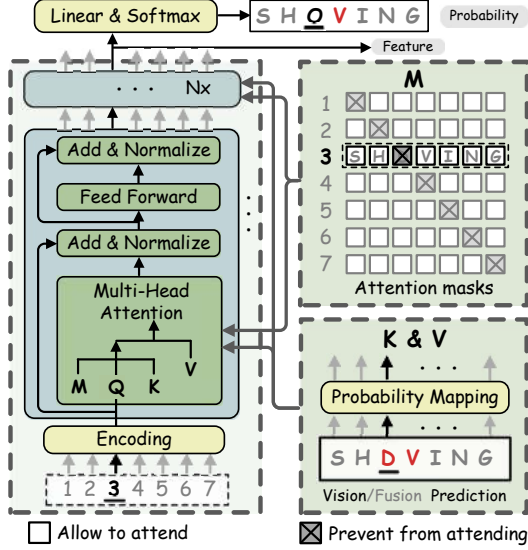 Linear & Softmax
S H O V I N G
Probability
Feature
. . . Nx
Add & Normalize
Feed Forward
Add & Normalize
Multi-Head
Attention
M Q K V
Encoding
1 2 3 4 5 6 7
M
1
2
3 S H V I N G
4
5
6
7
Attention masks
K & V
. . .
Probability Mapping
. . .
S H D V I N G
Vision/Fusion Prediction
Allow to attend
Prevent from attending